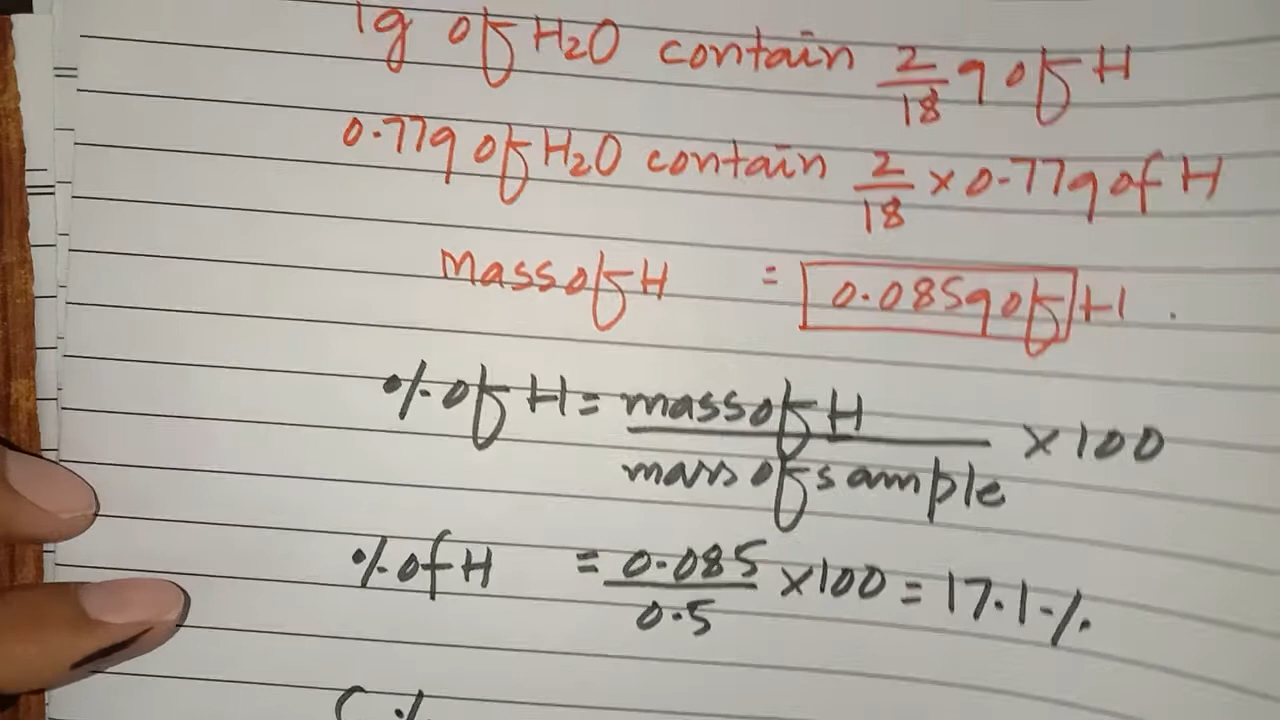 1g of H₂O contain 2/18 g of H
0.77g of H₂O contain 2/18 × 0.77g of H
Mass of H = 0.085g of H.
% of H = mass of H / mass of sample × 100
% of H = 0.085 / 0.5 × 100 = 17.1 %